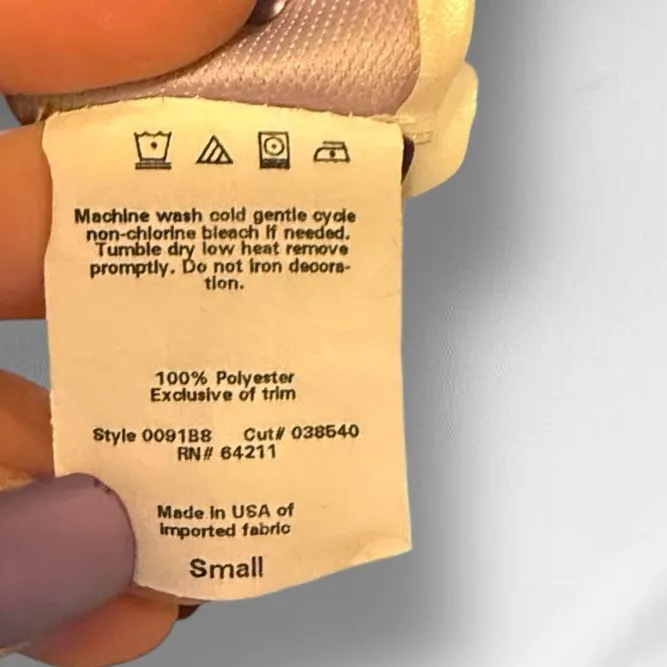 Machine wash cold gentle cycle
non-chlorine bleach if needed.
Tumble dry low heat remove
promptly. Do not iron decora-
tion.
100% Polyester
Exclusive of trim
Style 0091B8 Cut# 038540
RN# 64211
Made in USA of
imported fabric
Small